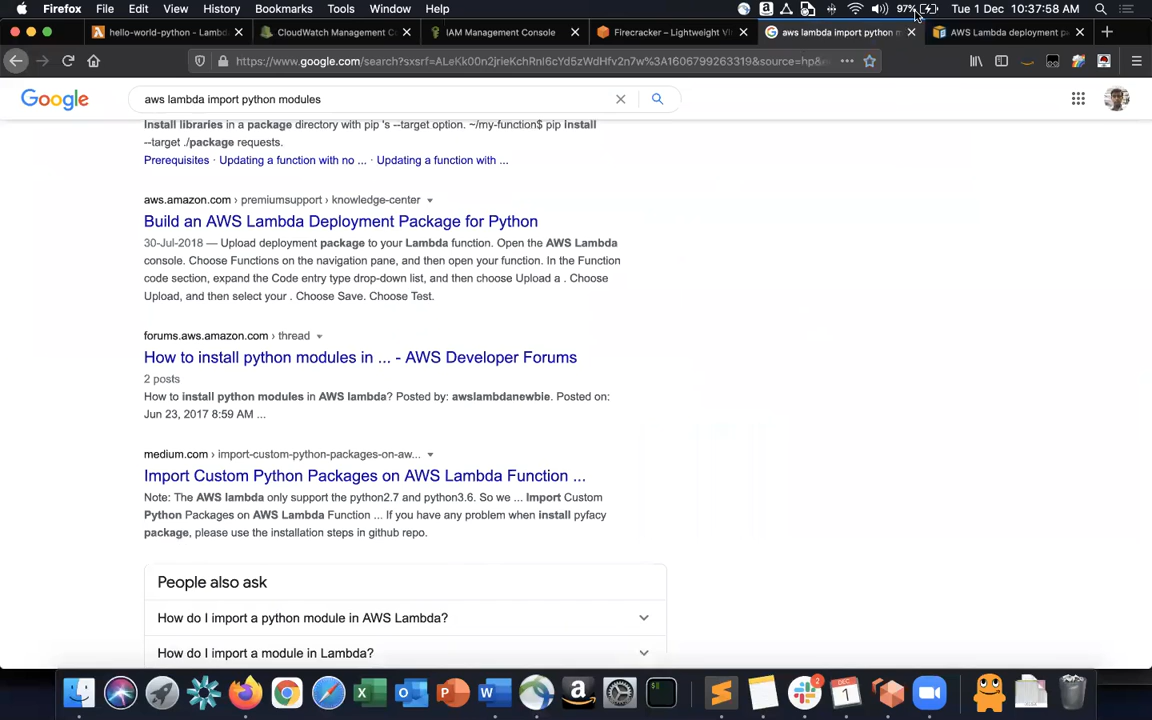 Firefox File Edit View History Bookmarks Tools Window Help 97% Tue 1 Dec 10:37:58 AM
hello-world-python - Lambd CloudWatch Management C IAM Management Console Firecracker – Lightweight Vi aws lambda import python m AWS Lambda deployment p
https://www.google.com/search?sxsrf=ALeKk00n2jrieKchRnI6cYd5zWdHfv2n7w%3A1606799263319&source=hp&
Google aws lambda import python modules
Install libraries in a package directory with pip 's --target option. ~/my-function$ pip Install
--target ./package requests.
Prerequisites · Updating a function with no ... · Updating a function with ...
aws.amazon.com › premiumsupport › knowledge-center
Build an AWS Lambda Deployment Package for Python
30-Jul-2018 — Upload deployment package to your Lambda function. Open the AWS Lambda
console. Choose Functions on the navigation pane, and then open your function. In the Function
code section, expand the Code entry type drop-down list, and then choose Upload a . Choose
Upload, and then select your . Choose Save. Choose Test.
forums.aws.amazon.com › thread
How to install python modules in ... - AWS Developer Forums
2 posts
How to install python modules in AWS lambda? Posted by: awslambdanewbie. Posted on:
Jun 23, 2017 8:59 AM ...
medium.com › import-custom-python-packages-on-aw...
Import Custom Python Packages on AWS Lambda Function ...
Note: The AWS lambda only support the python2.7 and python3.6. So we ... Import Custom
Python Packages on AWS Lambda Function ... If you have any problem when install pyfacy
package, please use the installation steps in github repo.
People also ask
How do I import a python module in AWS Lambda?
How do I import a module in Lambda?